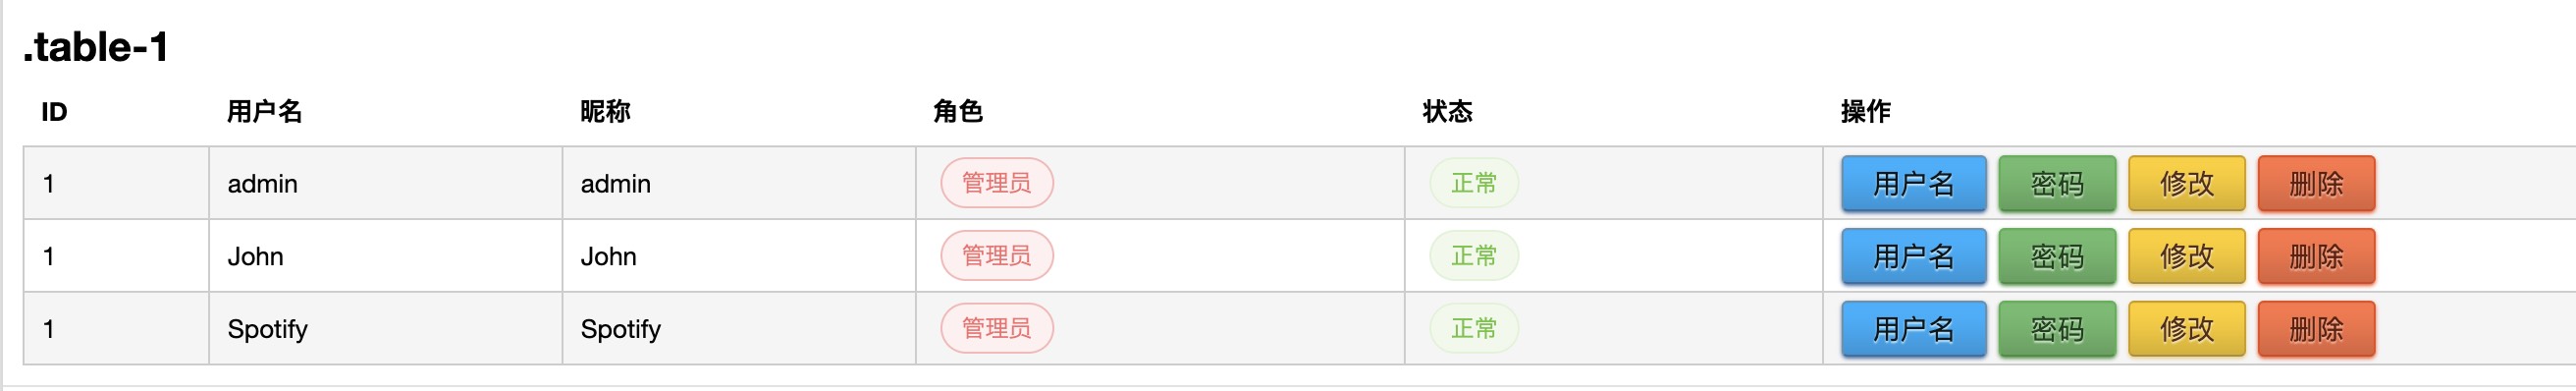 .table-1
ID 用户名 昵称 角色 状态 操作
1 admin admin 管理员 正常 用户名 密码 修改 删除
1 John John 管理员 正常 用户名 密码 修改 删除
1 Spotify Spotify 管理员 正常 用户名 密码 修改 删除